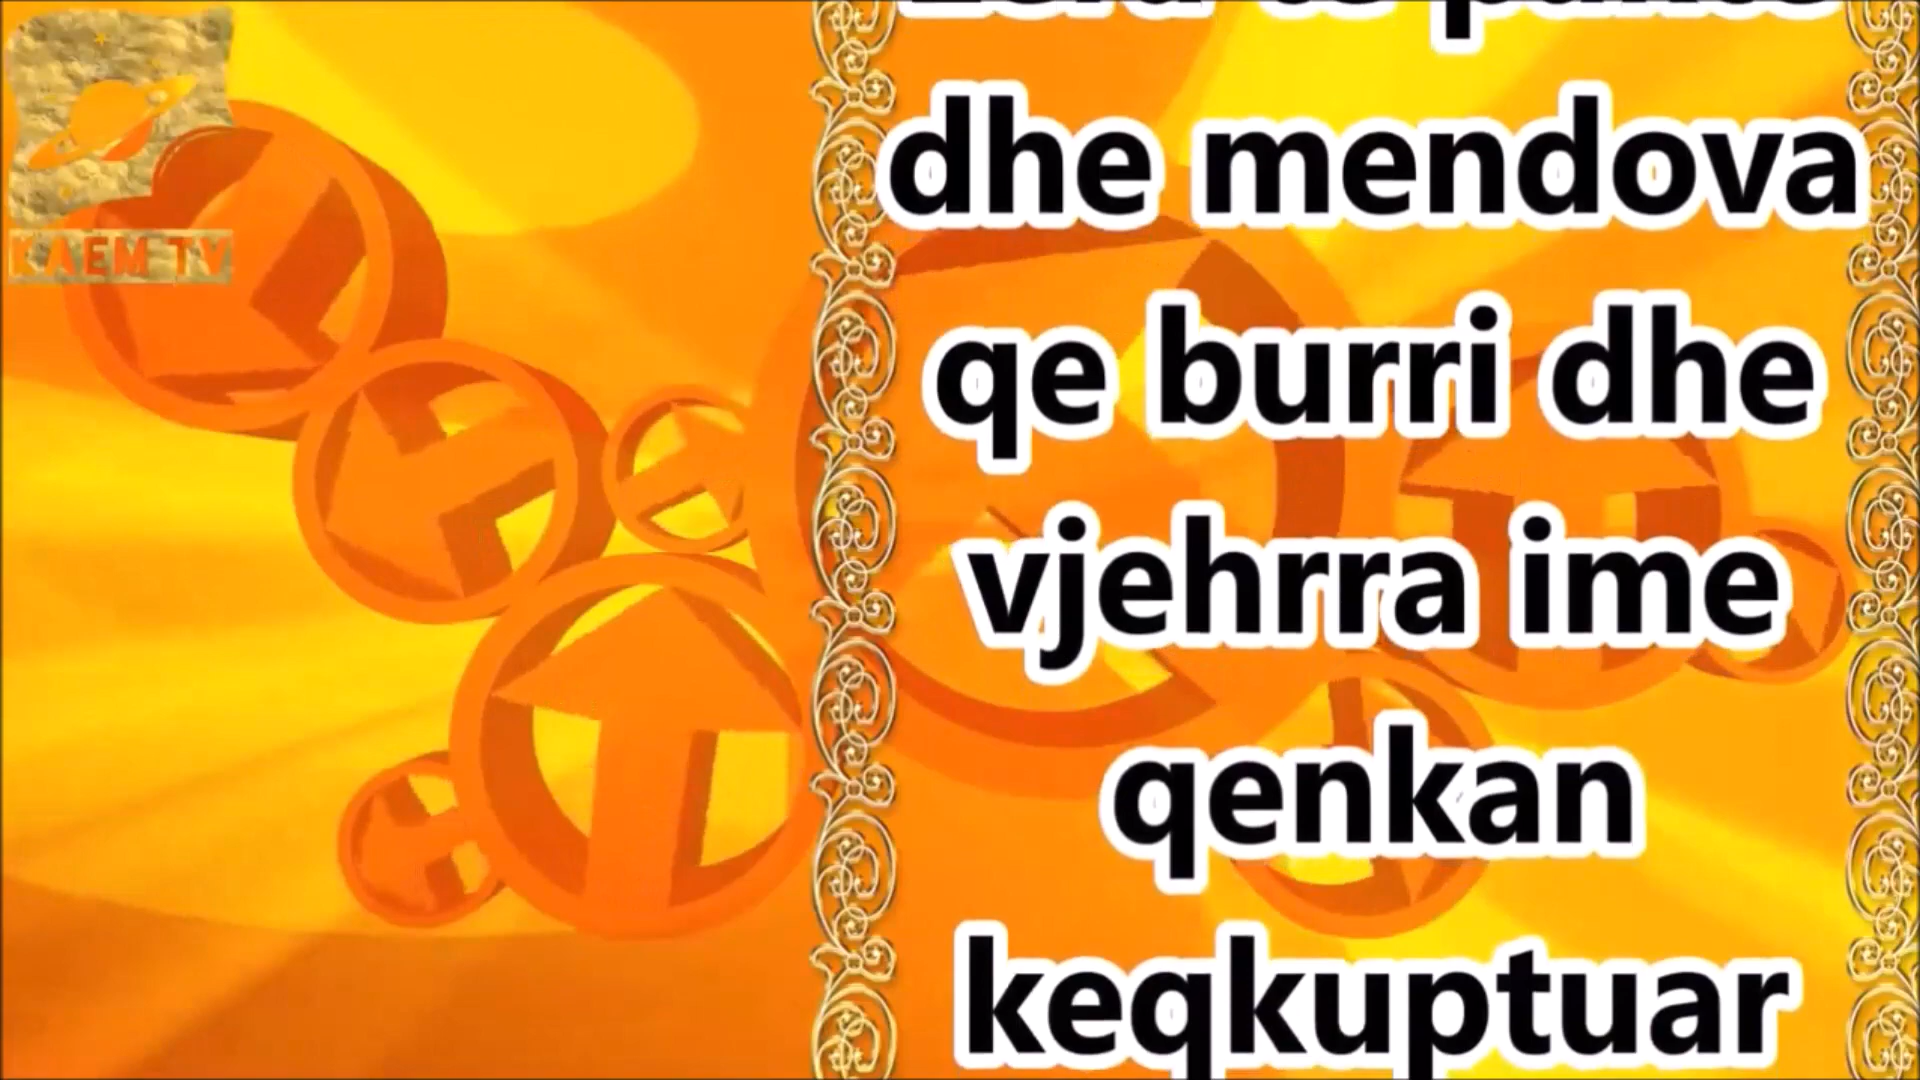 KAEM TV
dhe mendova
qe burri dhe
vjehrra ime
qenkan
keqkuptuar